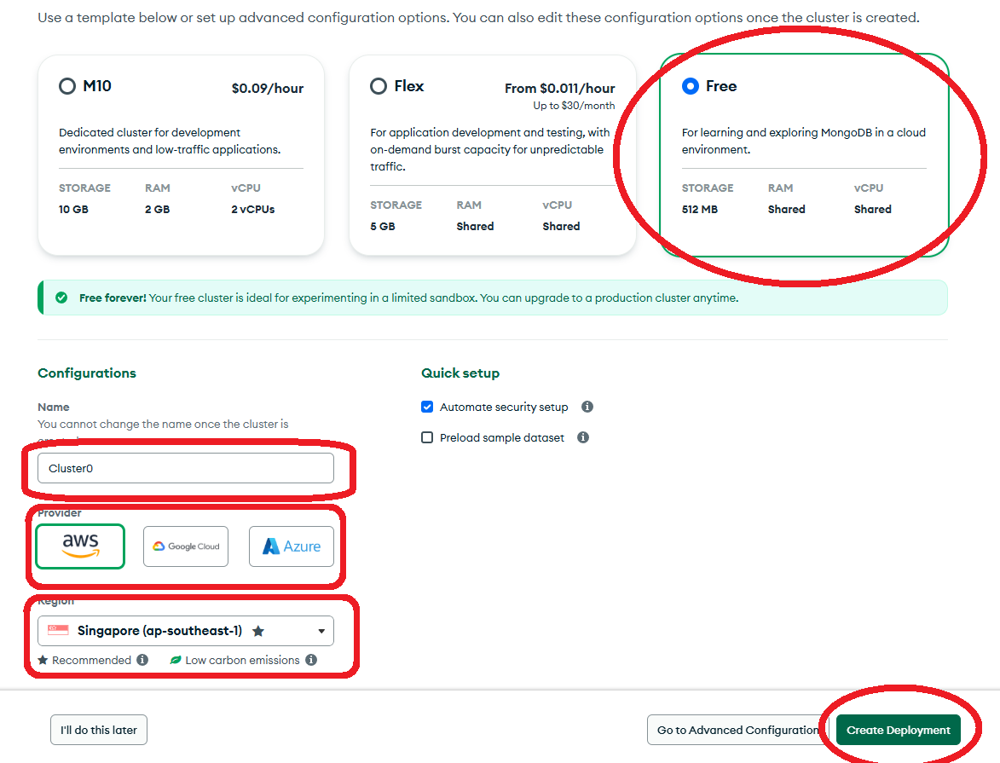 Use a template below or set up advanced configuration options. You can also edit these configuration options once the cluster is created.
M10
$0.09/hour
Dedicated cluster for development
environments and low-traffic applications.
STORAGE RAM vCPU
10 GB 2 GB 2 vCPUs
Flex
From $0.011/hour
Up to $30/month
For application development and testing, with
on-demand burst capacity for unpredictable
traffic.
STORAGE RAM vCPU
5 GB Shared Shared
Free
For learning and exploring MongoDB in a cloud
environment.
STORAGE RAM vCPU
512 MB Shared Shared
Free forever! Your free cluster is ideal for experimenting in a limited sandbox. You can upgrade to a production cluster anytime.
Configurations
Name
You cannot change the name once the cluster is
Cluster0
Provider
aws
Google Cloud
Azure
Region
Singapore (ap-southeast-1)
Recommended
Low carbon emissions
Quick setup
Automate security setup
Preload sample dataset
I'll do this later
Go to Advanced Configuration
Create Deployment